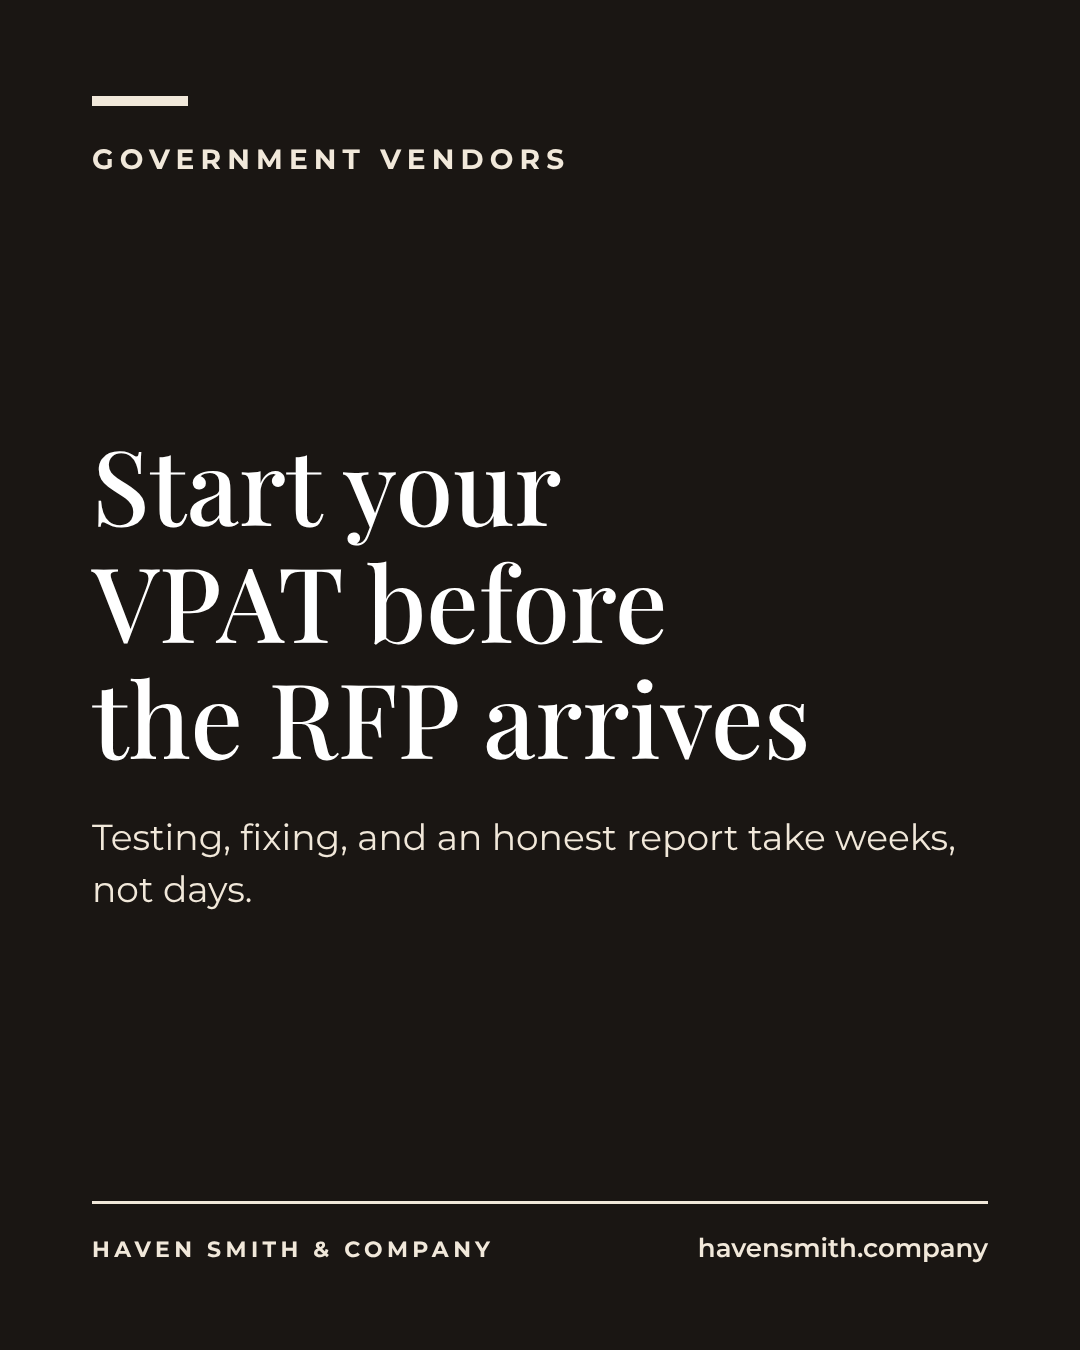 GOVERNMENT VENDORS
Start your
VPAT before
the RFP arrives
Testing, fixing, and an honest report take weeks,
not days.
HAVEN SMITH & COMPANY
havensmith.company